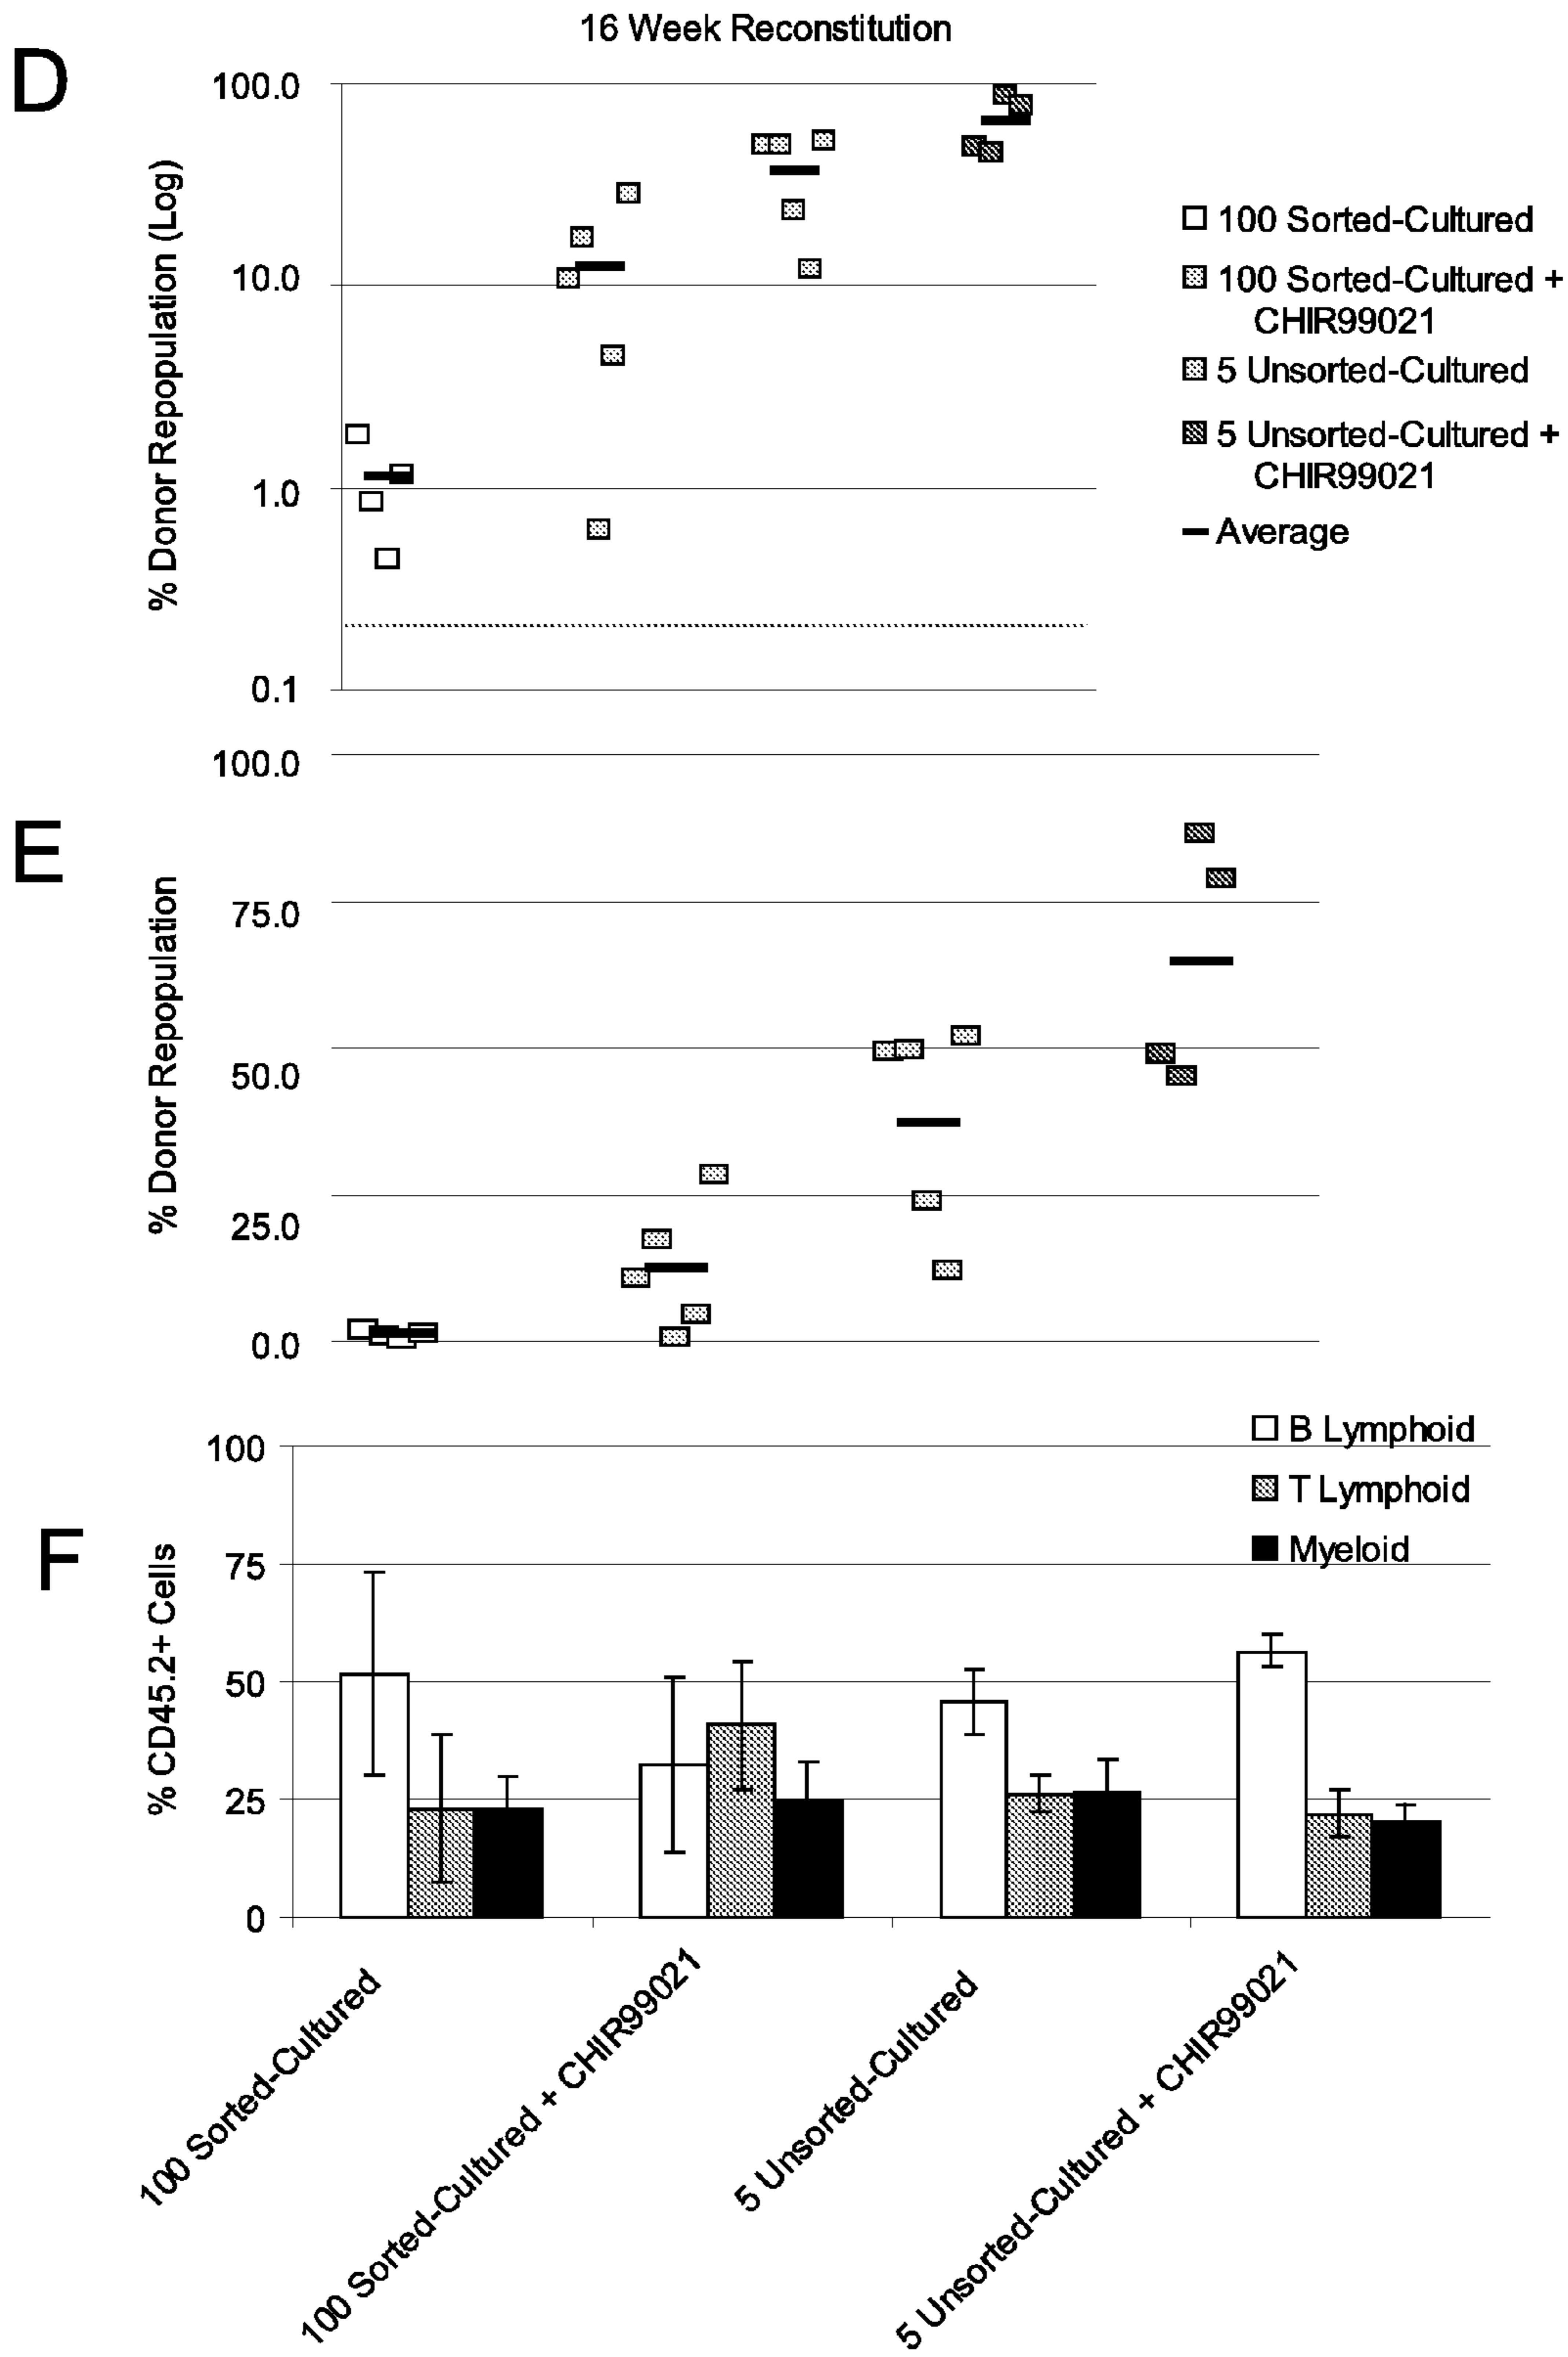 16 Week Reconstitution
D
% Donor Repopulation (Log)
100.0
10.0
1.0
0.1
100 Sorted-Cultured
100 Sorted-Cultured +
CHIR99021
5 Unsorted-Cultured
5 Unsorted-Cultured +
CHIR99021
Average
E
% Donor Repopulation
100.0
75.0
50.0
25.0
0.0
F
% CD45.2+ Cells
100
75
50
25
0
B Lymphoid
T Lymphoid
Myeloid
100 Sorted-Cultured
100 Sorted-Cultured + CHIR99021
5 Unsorted-Cultured
5 Unsorted-Cultured + CHIR99021